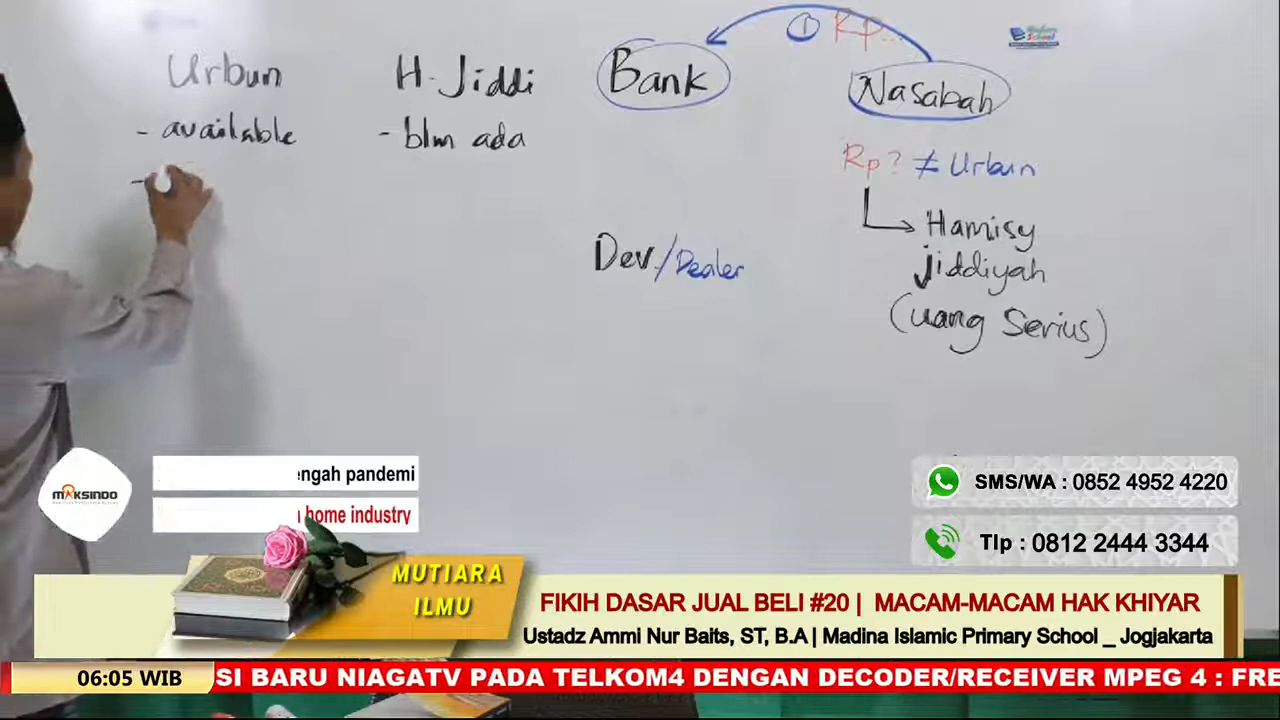 Urbun
- available
-
H. Jiddi
- blm ada
Bank
① Rp...
Nasabah
Rp? ≠ Urbun
Hamisy
jiddiyah
(uang Serius)
Dev./Dealer
School
MAKSINDO
engah pandemi
home industry
MUTIARA
ILMU
SMS/WA : 0852 4952 4220
Tlp : 0812 2444 3344
FIKIH DASAR JUAL BELI #20 | MACAM-MACAM HAK KHIYAR
Ustadz Ammi Nur Baits, ST, B.A | Madina Islamic Primary School _ Jogjakarta
06:05 WIB
SI BARU NIAGATV PADA TELKOM4 DENGAN DECODER/RECEIVER MPEG 4 : FRE